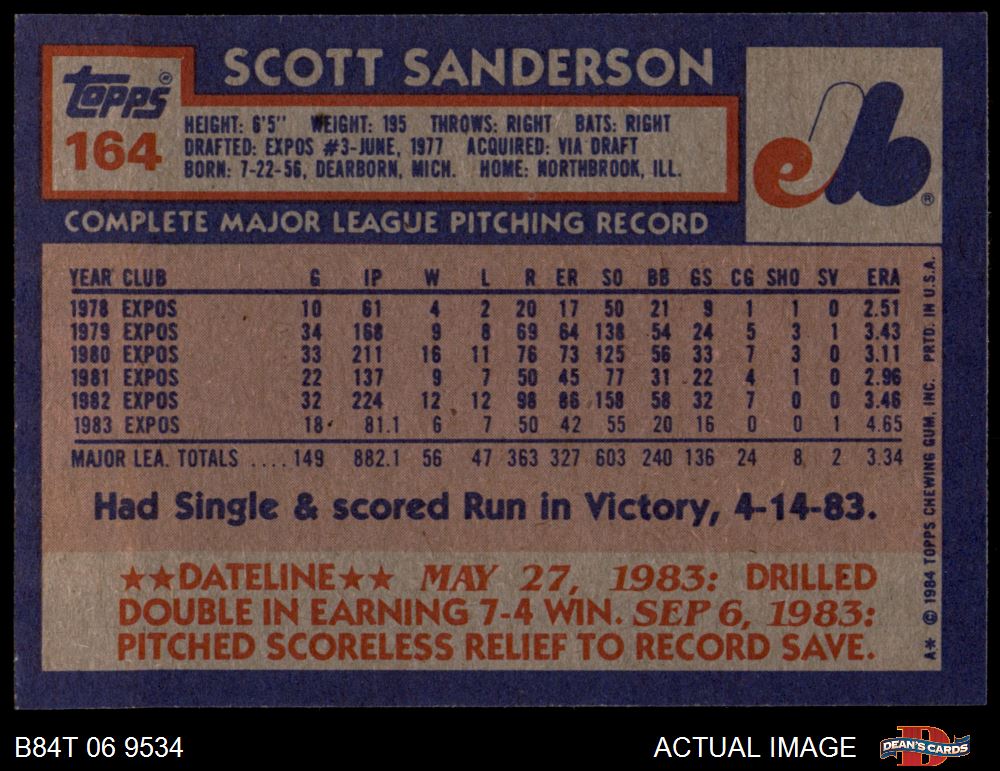 Topps®
164
SCOTT SANDERSON
HEIGHT: 6'5" WEIGHT: 195 THROWS: RIGHT BATS: RIGHT
DRAFTED: EXPOS #3-JUNE, 1977 ACQUIRED: VIA DRAFT
BORN: 7-22-56, DEARBORN, MICH. HOME: NORTHBROOK, ILL.
eb®
COMPLETE MAJOR LEAGUE PITCHING RECORD
YEAR CLUB G IP W L R ER SO BB GS CG SHO SV ERA
1978 EXPOS 10 61 4 2 20 17 50 21 9 1 1 0 2.51
1979 EXPOS 34 168 9 8 69 64 138 54 24 5 3 1 3.43
1980 EXPOS 33 211 16 11 76 73 125 56 33 7 3 0 3.11
1981 EXPOS 22 137 9 7 50 45 77 31 22 4 1 0 2.96
1982 EXPOS 32 224 12 12 98 86 158 58 32 7 0 0 3.46
1983 EXPOS 18 81.1 6 7 50 42 55 20 16 0 0 1 4.65
MAJOR LEA. TOTALS ....149 882.1 56 47 363 327 603 240 136 24 8 2 3.34
Had Single & scored Run in Victory, 4-14-83.
★★DATELINE★★ MAY 27, 1983: DRILLED
DOUBLE IN EARNING 7-4 WIN. SEP 6, 1983:
PITCHED SCORELESS RELIEF TO RECORD SAVE.
A* © 1984 TOPPS CHEWING GUM, INC. PRTD. IN U.S.A.
B84T 06 9534
ACTUAL IMAGE
DEAN'S CARDS